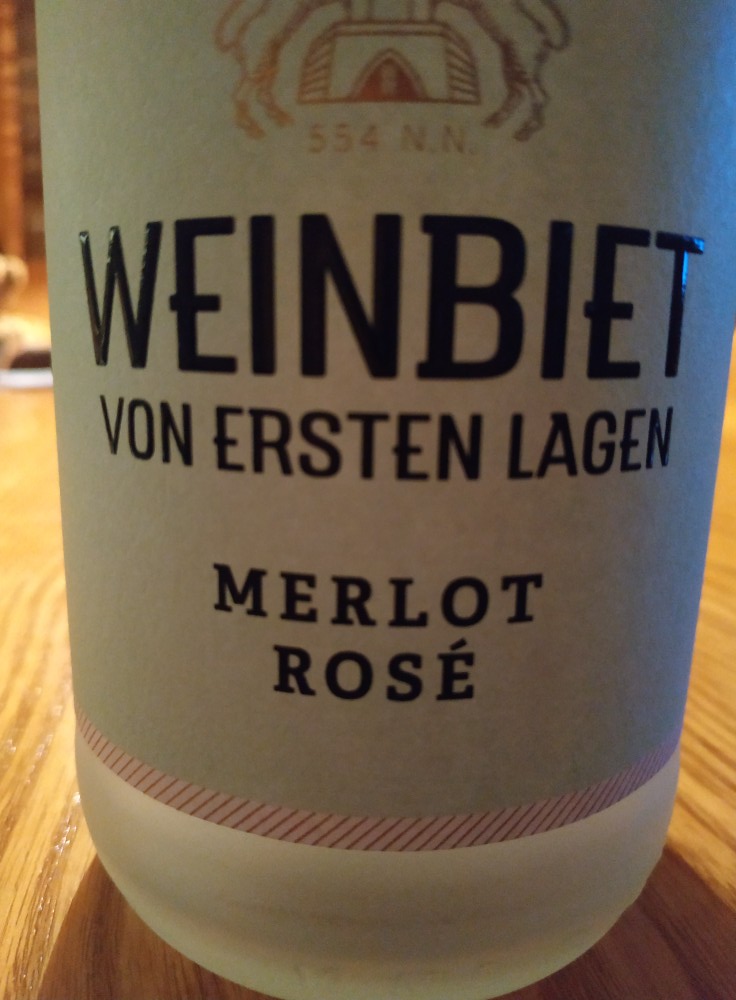 554 N.N.
WEINBIET
VON ERSTEN LAGEN
MERLOT
ROSÉ